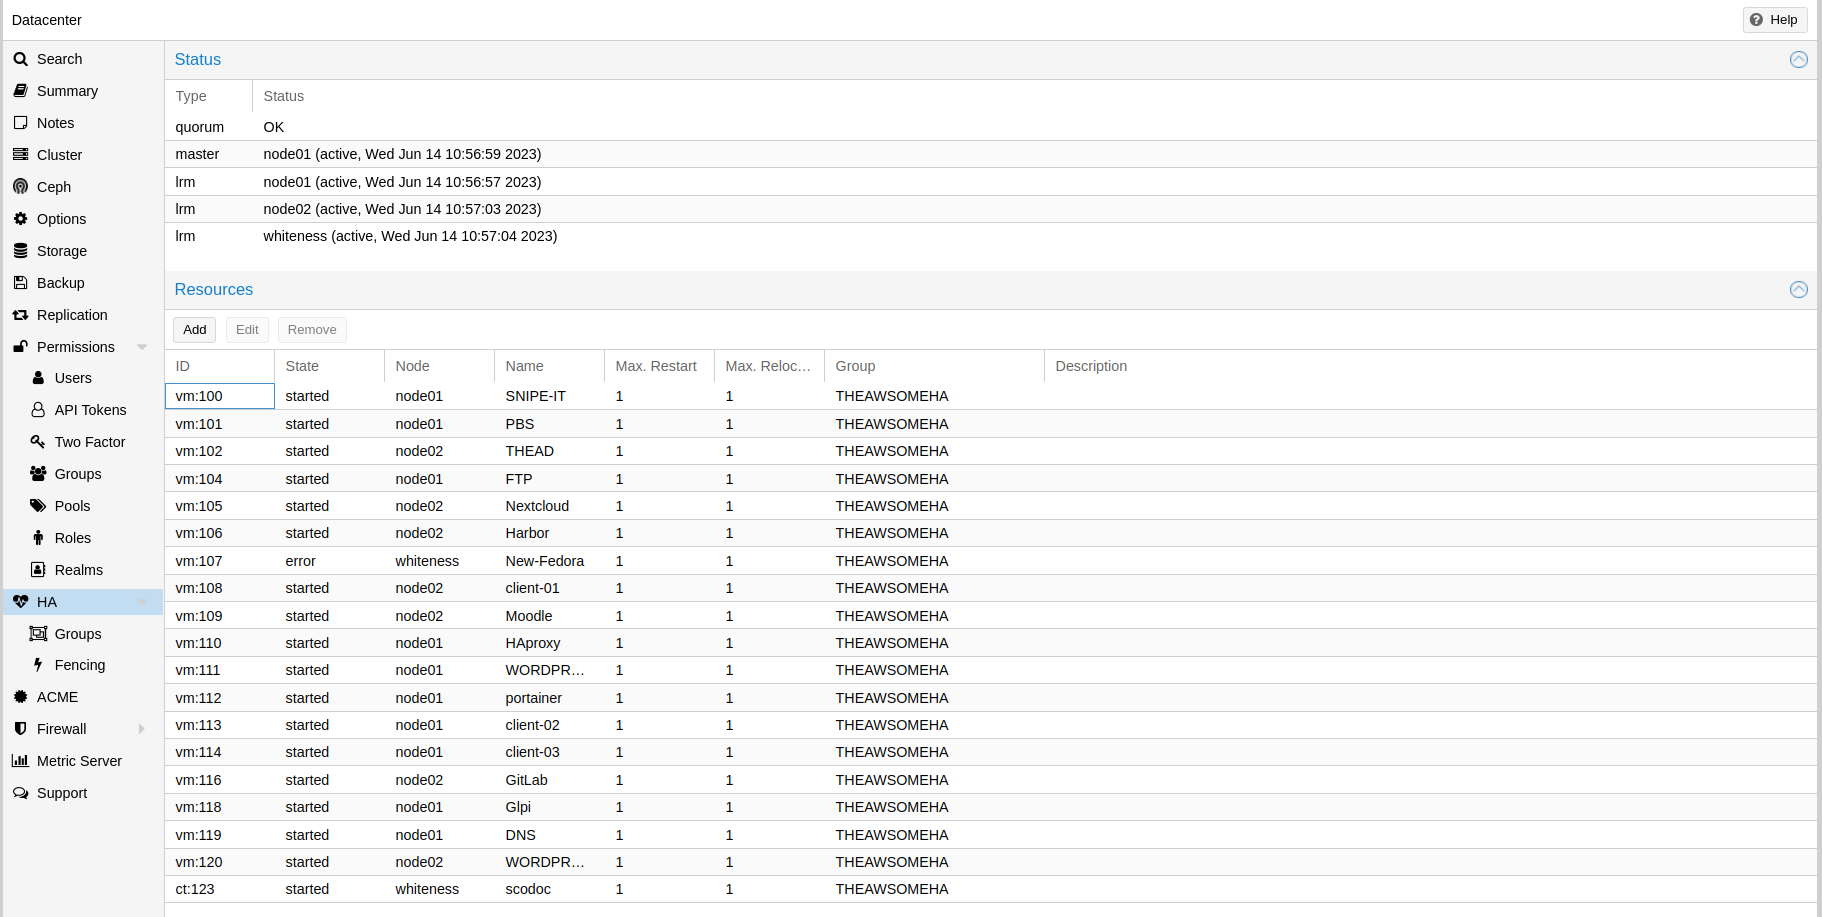 Datacenter
Help
Search
Summary
Notes
Cluster
Ceph
Options
Storage
Backup
Replication
Permissions
Users
API Tokens
Two Factor
Groups
Pools
Roles
Realms
HA
Groups
Fencing
ACME
Firewall
Metric Server
Support
Status
Type Status
quorum OK
master node01 (active, Wed Jun 14 10:56:59 2023)
lrm node01 (active, Wed Jun 14 10:56:57 2023)
lrm node02 (active, Wed Jun 14 10:57:03 2023)
lrm whiteness (active, Wed Jun 14 10:57:04 2023)
Resources
Add Edit Remove
ID State Node Name Max. Restart Max. Reloc… Group Description
vm:100 started node01 SNIPE-IT 1 1 THEAWSOMEHA
vm:101 started node01 PBS 1 1 THEAWSOMEHA
vm:102 started node02 THEAD 1 1 THEAWSOMEHA
vm:104 started node01 FTP 1 1 THEAWSOMEHA
vm:105 started node02 Nextcloud 1 1 THEAWSOMEHA
vm:106 started node02 Harbor 1 1 THEAWSOMEHA
vm:107 error whiteness New-Fedora 1 1 THEAWSOMEHA
vm:108 started node02 client-01 1 1 THEAWSOMEHA
vm:109 started node02 Moodle 1 1 THEAWSOMEHA
vm:110 started node01 HAproxy 1 1 THEAWSOMEHA
vm:111 started node01 WORDPR… 1 1 THEAWSOMEHA
vm:112 started node01 portainer 1 1 THEAWSOMEHA
vm:113 started node01 client-02 1 1 THEAWSOMEHA
vm:114 started node01 client-03 1 1 THEAWSOMEHA
vm:116 started node02 GitLab 1 1 THEAWSOMEHA
vm:118 started node01 Glpi 1 1 THEAWSOMEHA
vm:119 started node01 DNS 1 1 THEAWSOMEHA
vm:120 started node02 WORDPR… 1 1 THEAWSOMEHA
ct:123 started whiteness scodoc 1 1 THEAWSOMEHA